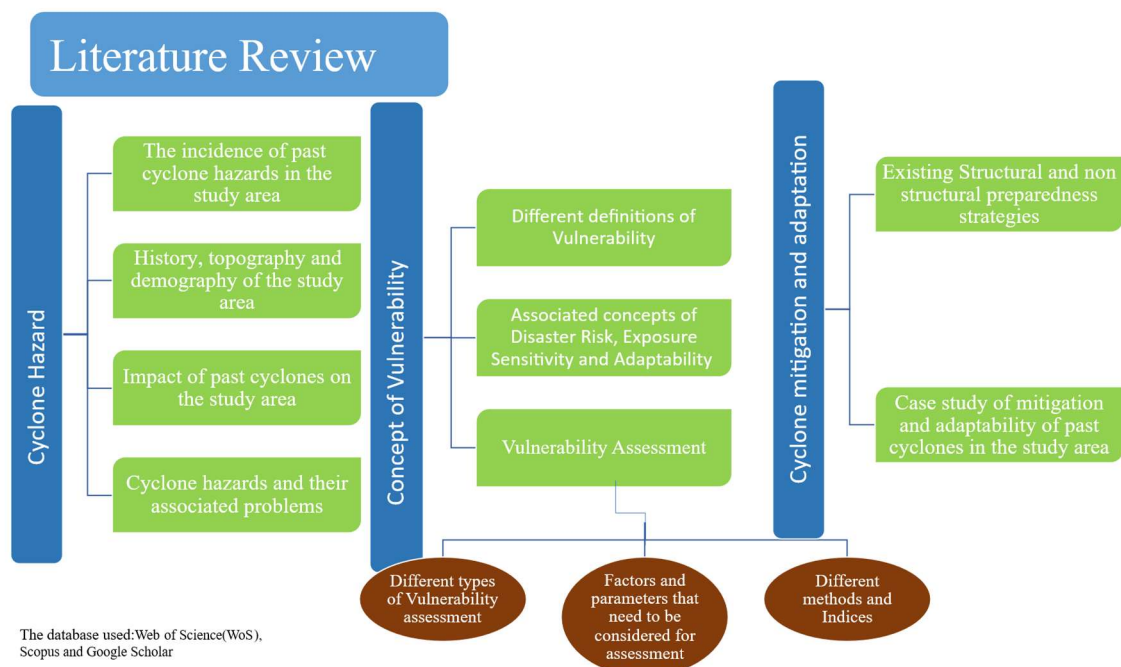 Literature Review
Cyclone Hazard
The incidence of past
cyclone hazards in the
study area
History, topography and
demography of the study
area
Impact of past cyclones on
the study area
Cyclone hazards and their
associated problems
Concept of Vulnerability
Different definitions of
Vulnerability
Associated concepts of
Disaster Risk, Exposure
Sensitivity and Adaptability
Vulnerability Assessment
Different types
of Vulnerability
assessment
Factors and
parameters that
need to be
considered for
assessment
Different
methods and
Indices
Cyclone mitigation and adaptation
Existing Structural and non
structural preparedness
strategies
Case study of mitigation
and adaptability of past
cyclones in the study area
The database used:Web of Science(WoS),
Scopus and Google Scholar